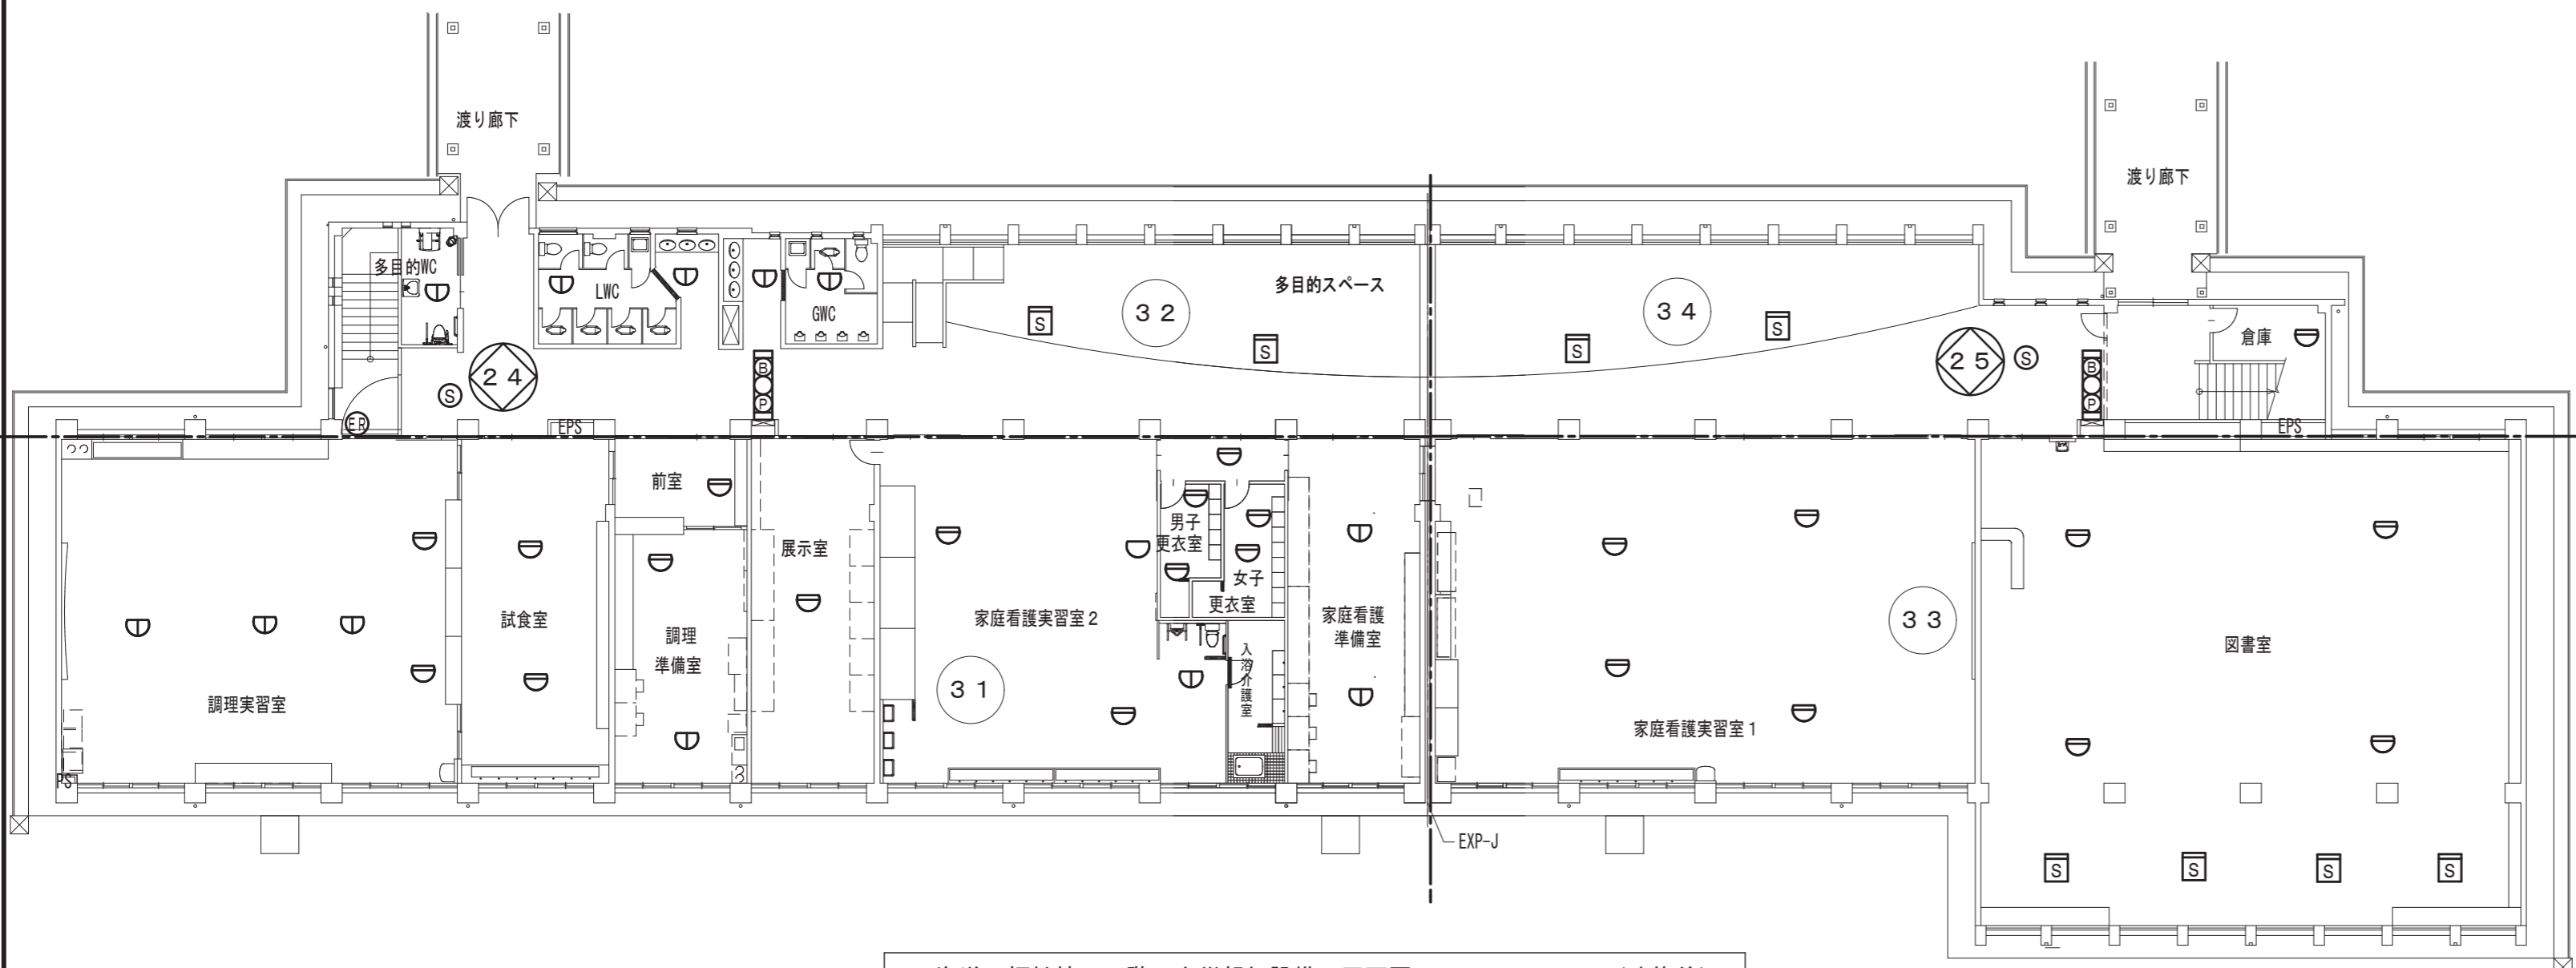 渡り廊下
渡り廊下
多目的WC
LWC
GWC
32
多目的スペース
34
倉庫
S
S
S
S
24
S
B
P
25
S
B
P
ER
EPS
EPS
前室
男子
更衣室
女子
更衣室
展示室
試食室
調理
準備室
家庭看護実習室2
家庭看護
準備室
33
図書室
入浴介護室
31
調理実習室
家庭看護実習室1
PS
EXP-J
S
S
S
S